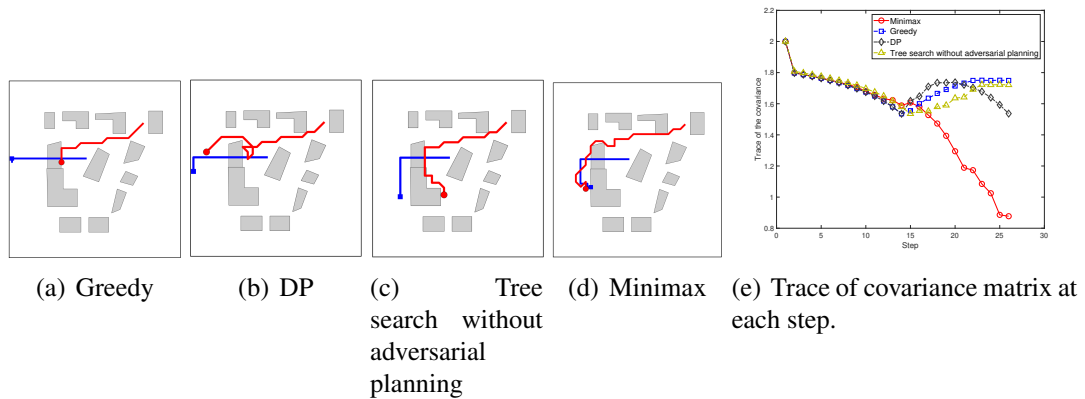 Minimax
Greedy
DP
Tree search without adversarial planning
Trace of the covariance
2.2
2
1.8
1.6
1.4
1.2
1
0.8
0 5 10 15 20 25 30
Step
(a) Greedy
(b) DP
(c) Tree
search without
adversarial
planning
(d) Minimax
(e) Trace of covariance matrix at
each step.